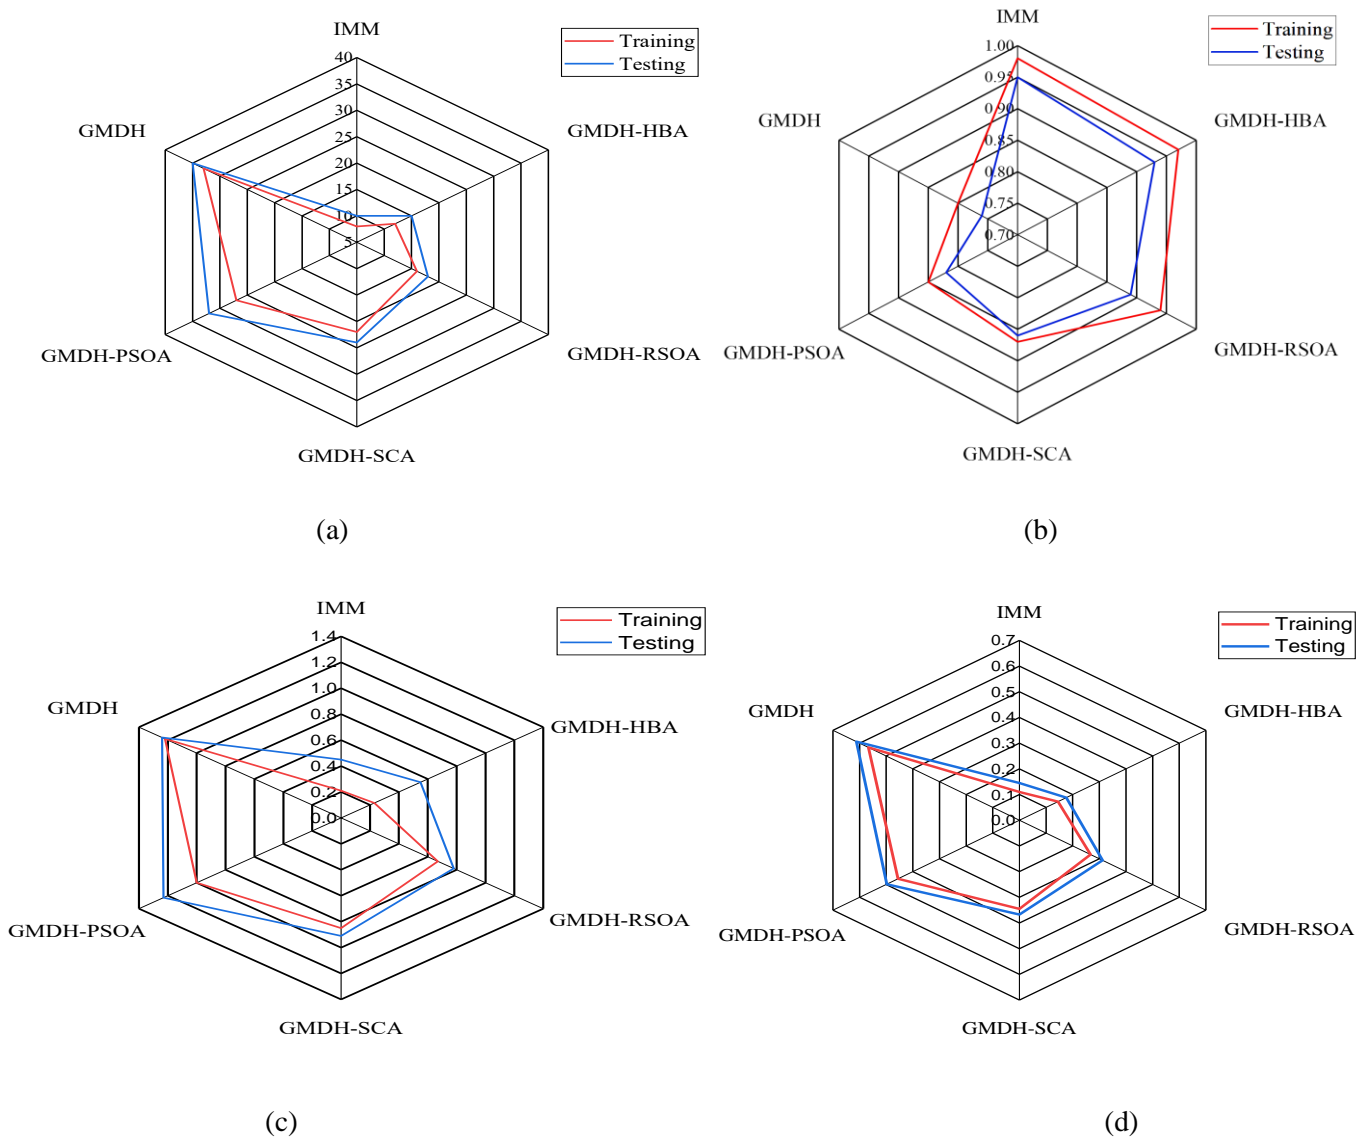 IMM
40
35
30
25
20
15
10
5
Training
Testing
GMDH
GMDH-HBA
GMDH-PSOA
GMDH-RSOA
GMDH-SCA
(a)
IMM
1.00
0.95
0.90
0.85
0.80
0.75
0.70
Training
Testing
GMDH
GMDH-HBA
GMDH-PSOA
GMDH-RSOA
GMDH-SCA
(b)
IMM
1.4
1.2
1.0
0.8
0.6
0.4
0.2
0.0
Training
Testing
GMDH
GMDH-HBA
GMDH-PSOA
GMDH-RSOA
GMDH-SCA
(c)
IMM
0.7
0.6
0.5
0.4
0.3
0.2
0.1
0.0
Training
Testing
GMDH
GMDH-HBA
GMDH-PSOA
GMDH-RSOA
GMDH-SCA
(d)